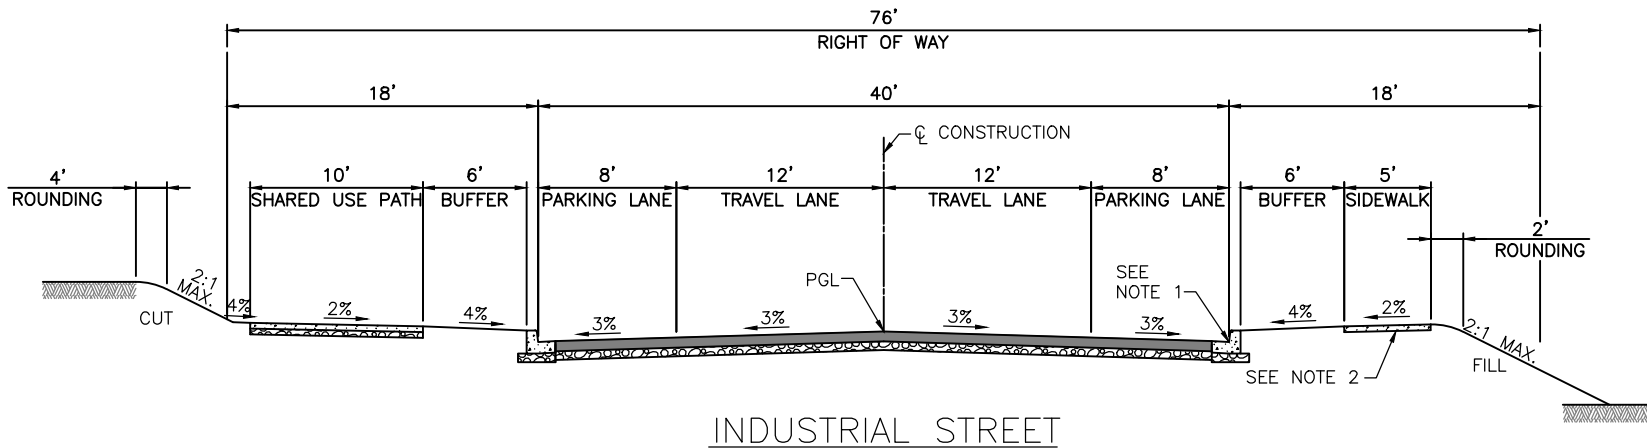 76'
RIGHT OF WAY
18'
40'
18'
℄ CONSTRUCTION
4'
ROUNDING
10'
SHARED USE PATH
6'
BUFFER
8'
PARKING LANE
12'
TRAVEL LANE
12'
TRAVEL LANE
8'
PARKING LANE
6'
BUFFER
5'
SIDEWALK
2'
ROUNDING
2:1
MAX.
CUT
4%
2%
4%
3%
3%
PGL
3%
3%
SEE
NOTE 1
4%
2%
2:1 MAX.
FILL
SEE NOTE 2
INDUSTRIAL STREET